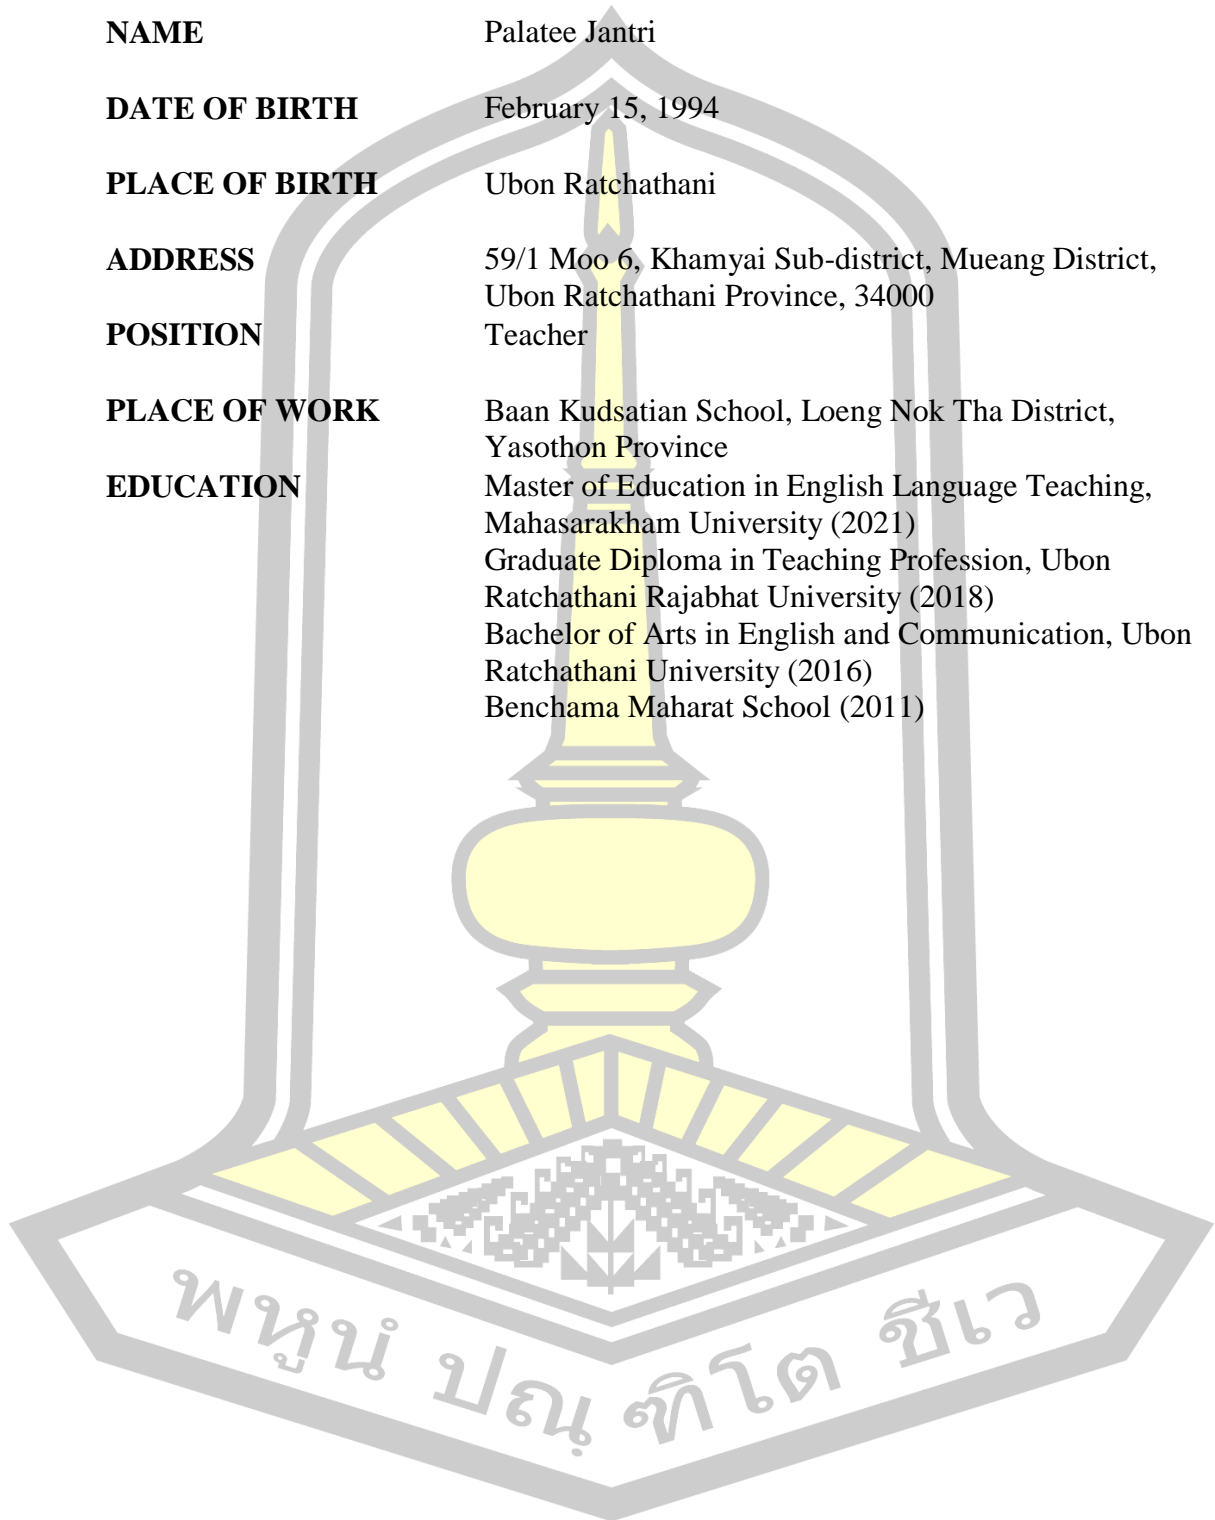 NAME Palatee Jantri
DATE OF BIRTH February 15, 1994
PLACE OF BIRTH Ubon Ratchathani
ADDRESS 59/1 Moo 6, Khamyai Sub-district, Mueang District,
Ubon Ratchathani Province, 34000
POSITION Teacher
PLACE OF WORK Baan Kudsatian School, Loeng Nok Tha District,
Yasothon Province
EDUCATION Master of Education in English Language Teaching,
Mahasarakham University (2021)
Graduate Diploma in Teaching Profession, Ubon
Ratchathani Rajabhat University (2018)
Bachelor of Arts in English and Communication, Ubon
Ratchathani University (2016)
Benchama Maharat School (2011)
พหูนํ ปณฺฑิโต ชีเว